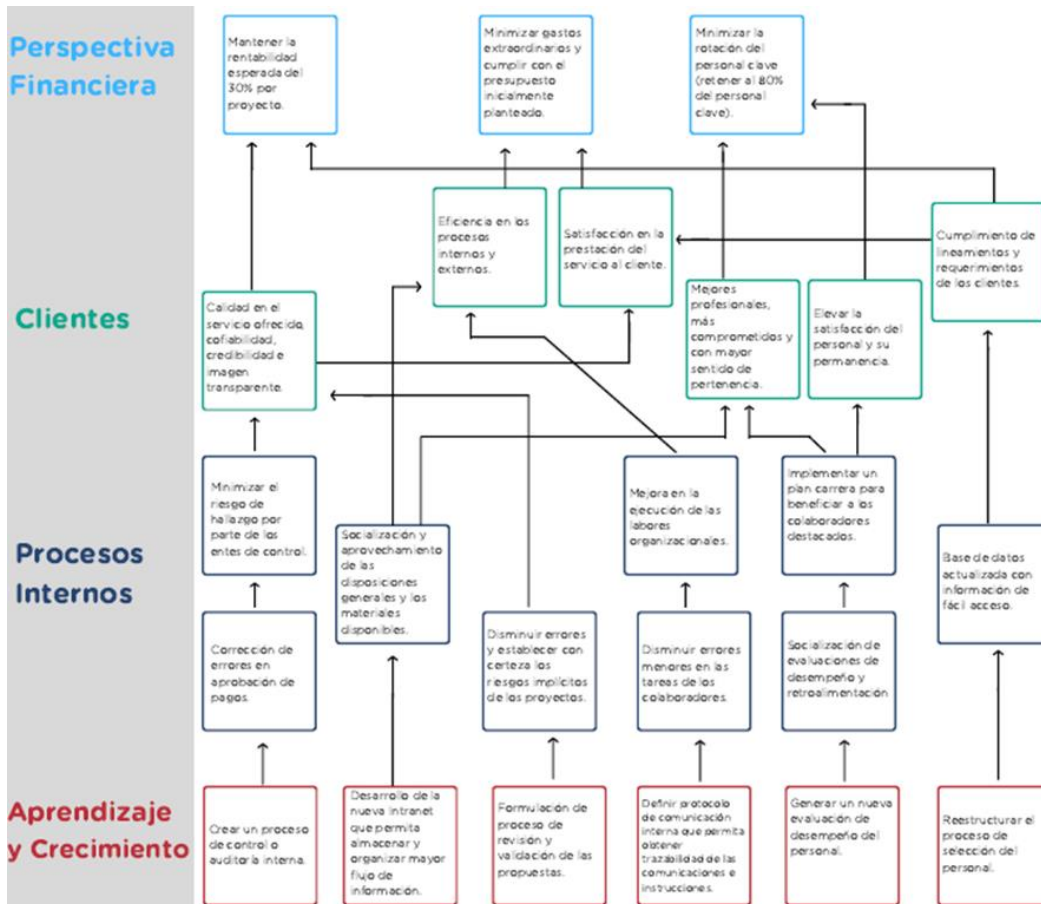 Perspectiva
Financiera
Mantener la
rentabilidad
esperada del
30% por
proyecto.
Minimizar gastos
extraordinarios y
cumplir con el
presupuesto
inicialmente
planteado.
Minimizar la
rotación del
personal clave
(retener al 80%
del personal
clave).
Clientes
Eficiencia en los
procesos
internos y
externos.
Satisfacción en la
prestación del
servicio al cliente.
Cumplimiento de
lineamientos y
requerimientos
de los clientes.
Calidad en el
servicio ofrecido,
cofiabilidad,
credibilidad e
imagen
transparente.
Mejores
profesionales,
más
comprometidos y
con mayor
sentido de
pertenencia.
Elevar la
satisfacción del
personal y su
permanencia.
Procesos
Internos
Minimizar el
riesgo de
hallazgo por
parte de los
entes de control.
Socialización y
aprovechamiento
de las
disposiciones
generales y los
materiales
disponibles.
Mejora en la
ejecución de las
labores
organizacionales.
Implementar un
plan carrera para
beneficiar a los
colaboradores
destacados.
Base de datos
actualizada con
información de
fácil acceso.
Corrección de
errores en
aprobación de
pagos.
Disminuir errores
y establecer con
certeza los
riesgos implícitos
de los proyectos.
Disminuir errores
menores en las
tareas de los
colaboradores.
Socialización de
evaluaciones de
desempeño y
retroalimentación
Aprendizaje
y Crecimiento
Crear un proceso
de control o
auditoría interna.
Desarrollo de la
nueva Intranet
que permita
almacenar y
organizar mayor
flujo de
información.
Formulación de
proceso de
revisión y
validación de las
propuestas.
Definir protocolo
de comunicación
interna que permita
obtener
trazabilidad de las
comunicaciones e
instrucciones.
Generar un nueva
evaluación de
desempeño del
personal.
Reestructurar el
proceso de
selección del
personal.